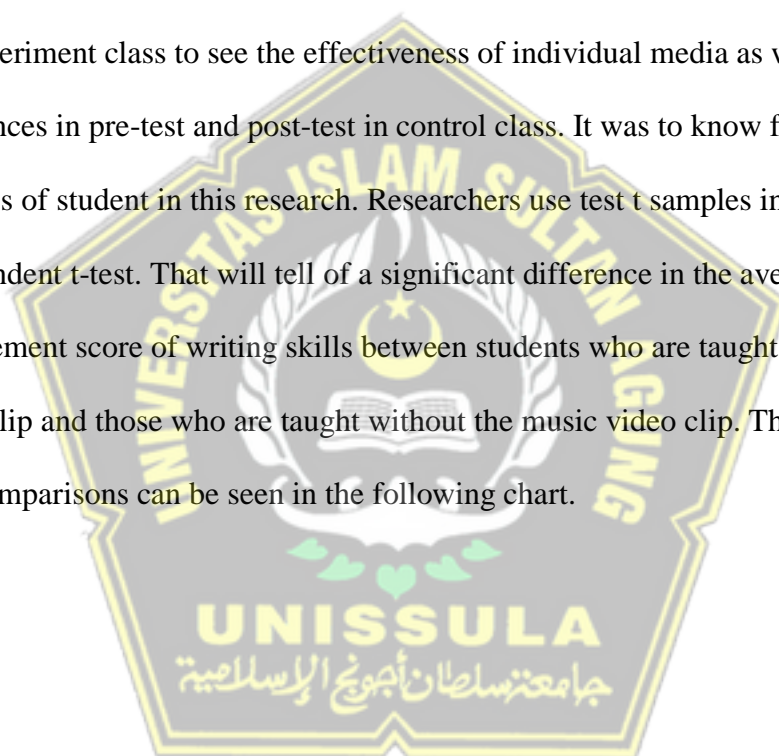 eriment class to see the effectiveness of individual media as w
nces in pre-test and post-test in control class. It was to know f
s of student in this research. Researchers use test t samples in
ndent t-test. That will tell of a significant difference in the ave
ement score of writing skills between students who are taught
lip and those who are taught without the music video clip. Th
mparisons can be seen in the following chart.
UNIVERSITAS ISLAM SULTAN AGUNG
UNISSULA
جامعة سلطان أجونج الإسلامية